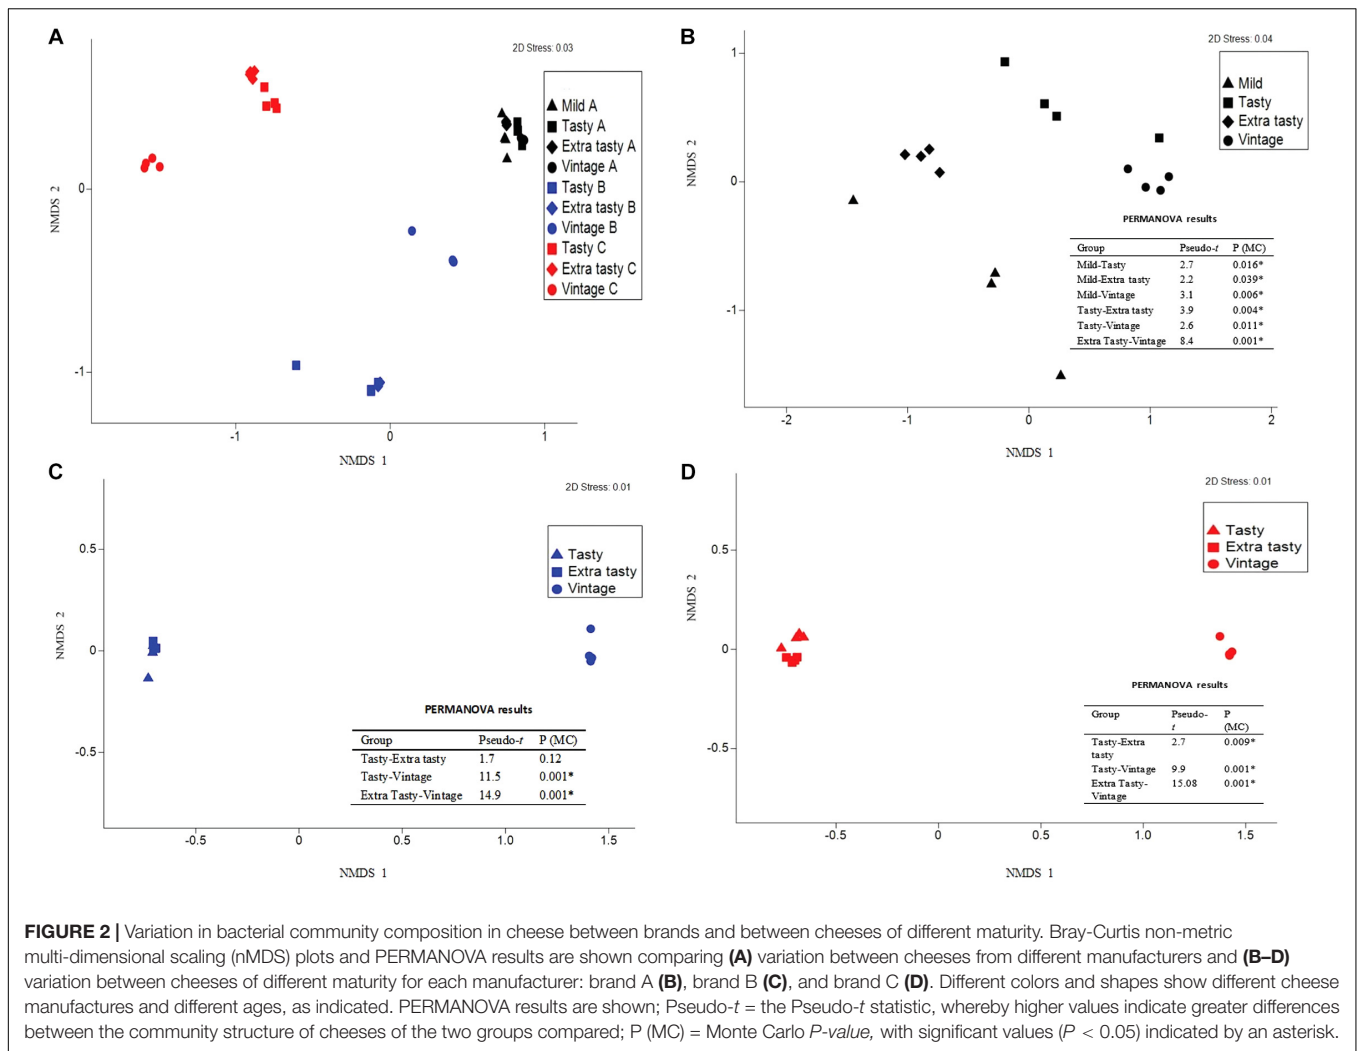 A
2D Stress: 0.03
NMDS 2
0
-1
-1
0
1
NMDS 1
Mild A
Tasty A
Extra tasty A
Vintage A
Tasty B
Extra tasty B
Vintage B
Tasty C
Extra tasty C
Vintage C
B
2D Stress: 0.04
NMDS 2
1
0
-1
-2
-1
0
1
2
NMDS 1
Mild
Tasty
Extra tasty
Vintage
PERMANOVA results
Group Pseudo-t P (MC)
Mild-Tasty 2.7 0.016*
Mild-Extra tasty 2.2 0.039*
Mild-Vintage 3.1 0.006*
Tasty-Extra tasty 3.9 0.004*
Tasty-Vintage 2.6 0.011*
Extra Tasty-Vintage 8.4 0.001*
C
2D Stress: 0.01
NMDS 2
0.5
0
-0.5
-0.5
0
0.5
1.0
1.5
NMDS 1
Tasty
Extra tasty
Vintage
PERMANOVA results
Group Pseudo-t P (MC)
Tasty-Extra tasty 1.7 0.12
Tasty-Vintage 11.5 0.001*
Extra Tasty-Vintage 14.9 0.001*
D
2D Stress: 0.01
NMDS 2
0.5
0
-0.5
-0.5
0
0.5
1.0
1.5
NMDS 1
Tasty
Extra tasty
Vintage
PERMANOVA results
Group Pseudo- P
t (MC)
Tasty-Extra 2.7 0.009*
tasty
Tasty-Vintage 9.9 0.001*
Extra Tasty- 15.08 0.001*
Vintage
FIGURE 2 | Variation in bacterial community composition in cheese between brands and between cheeses of different maturity. Bray-Curtis non-metric
multi-dimensional scaling (nMDS) plots and PERMANOVA results are shown comparing (A) variation between cheeses from different manufacturers and (B–D)
variation between cheeses of different maturity for each manufacturer: brand A (B), brand B (C), and brand C (D). Different colors and shapes show different cheese
manufactures and different ages, as indicated. PERMANOVA results are shown; Pseudo-t = the Pseudo-t statistic, whereby higher values indicate greater differences
between the community structure of cheeses of the two groups compared; P (MC) = Monte Carlo P-value, with significant values (P < 0.05) indicated by an asterisk.